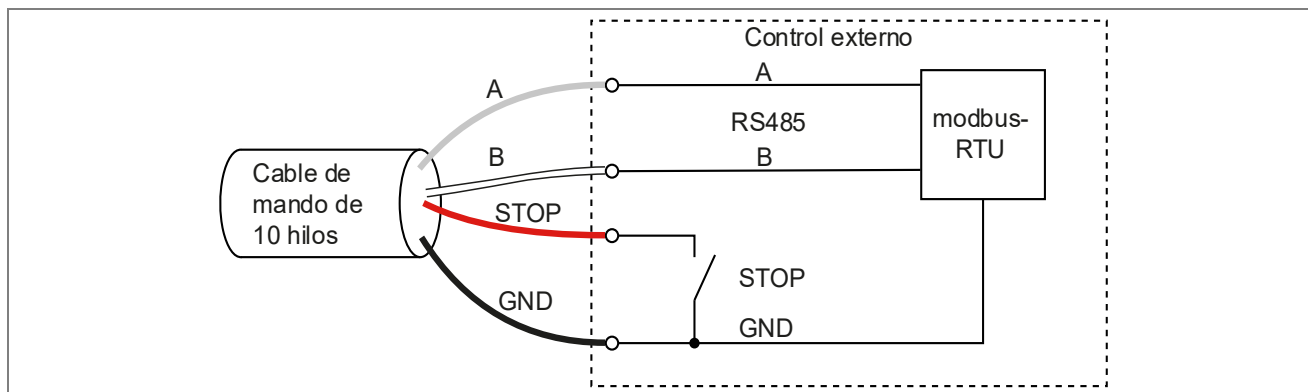 Control externo
A
A
RS485
modbus-
RTU
B
B
Cable de
mando de
10 hilos
STOP
STOP
GND
GND